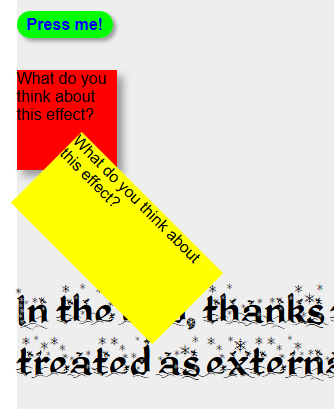 Press me!
What do you
think about
this effect?
What do you think about
this effect?
In the , thanks
treated as extern